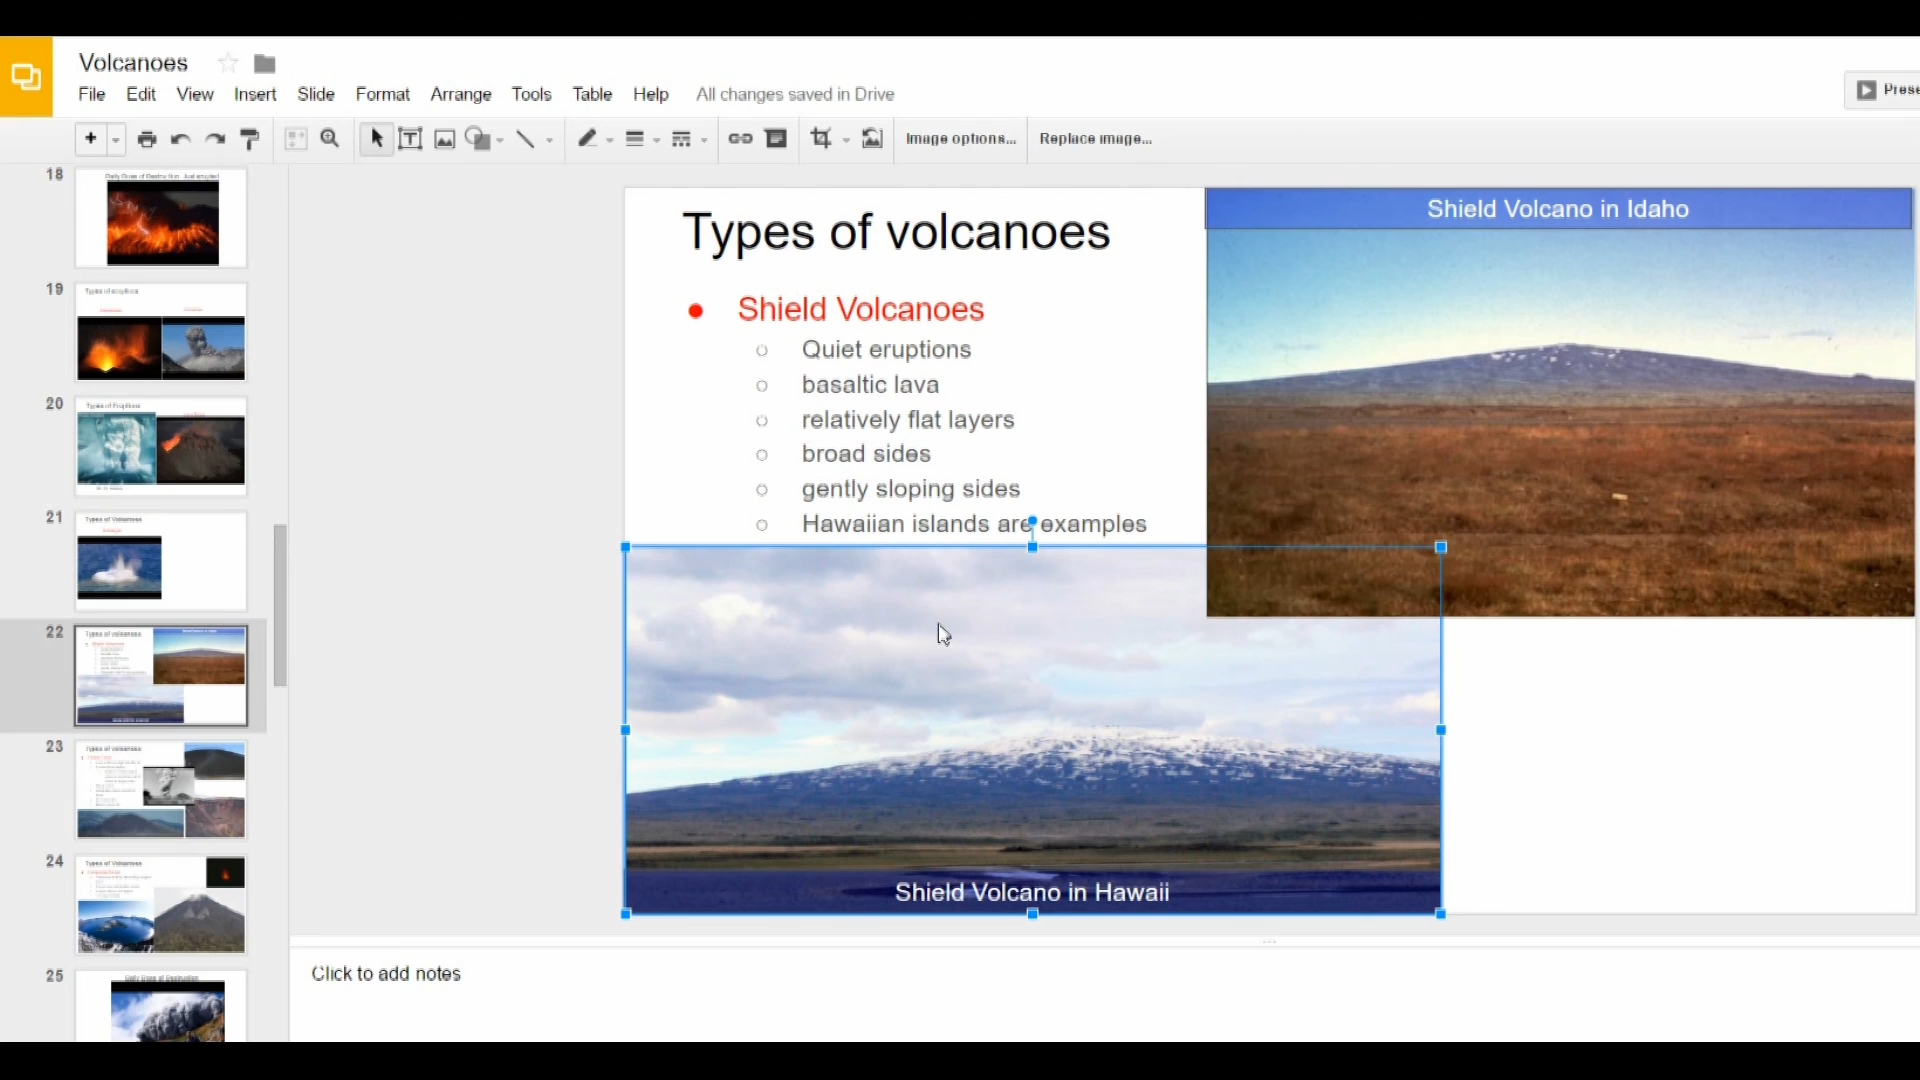 Volcanoes
File Edit View Insert Slide Format Arrange Tools Table Help All changes saved in Drive
Image options... Replace image...
18
19
20
21
22
23
24
25
Types of volcanoes
Shield Volcanoes
Quiet eruptions
basaltic lava
relatively flat layers
broad sides
gently sloping sides
Hawaiian islands are examples
Shield Volcano in Idaho
Shield Volcano in Hawaii
Click to add notes